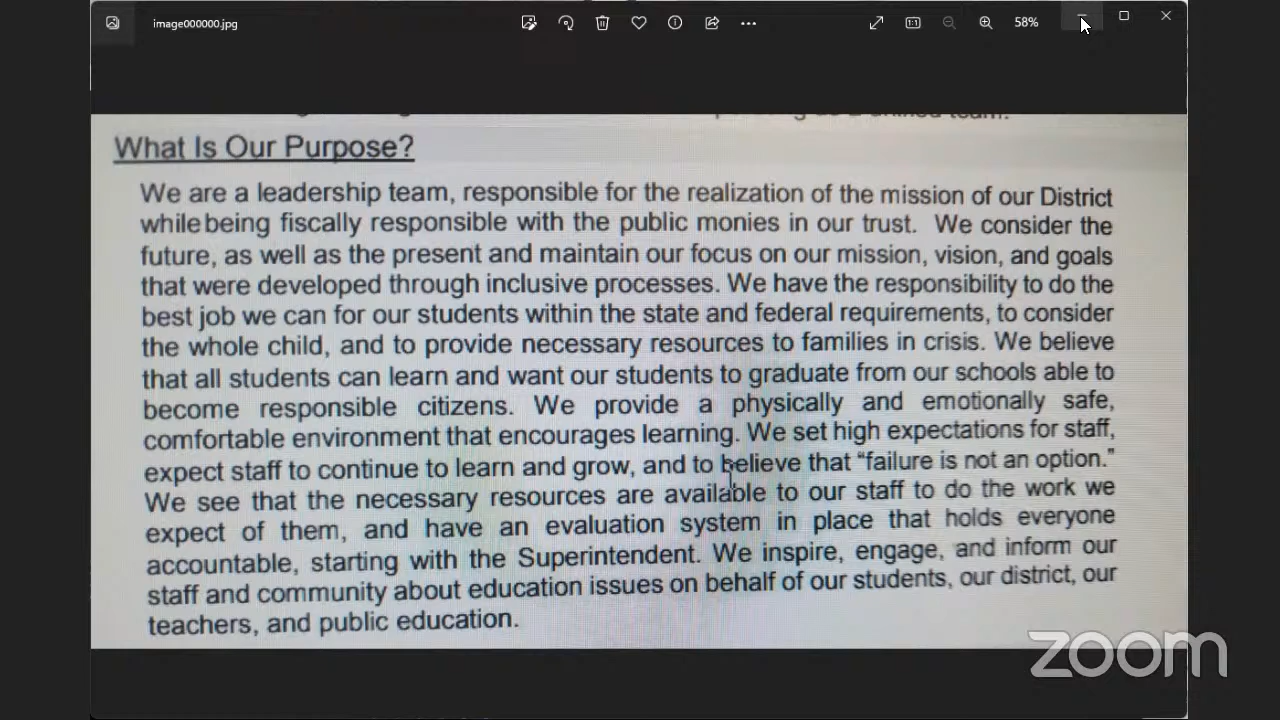 image000000.jpg
58%
What Is Our Purpose?
We are a leadership team, responsible for the realization of the mission of our District
while being fiscally responsible with the public monies in our trust. We consider the
future, as well as the present and maintain our focus on our mission, vision, and goals
that were developed through inclusive processes. We have the responsibility to do the
best job we can for our students within the state and federal requirements, to consider
the whole child, and to provide necessary resources to families in crisis. We believe
that all students can learn and want our students to graduate from our schools able to
become responsible citizens. We provide a physically and emotionally safe,
comfortable environment that encourages learning. We set high expectations for staff,
expect staff to continue to learn and grow, and to believe that “failure is not an option.”
We see that the necessary resources are available to our staff to do the work we
expect of them, and have an evaluation system in place that holds everyone
accountable, starting with the Superintendent. We inspire, engage, and inform our
staff and community about education issues on behalf of our students, our district, our
teachers, and public education.
zoom